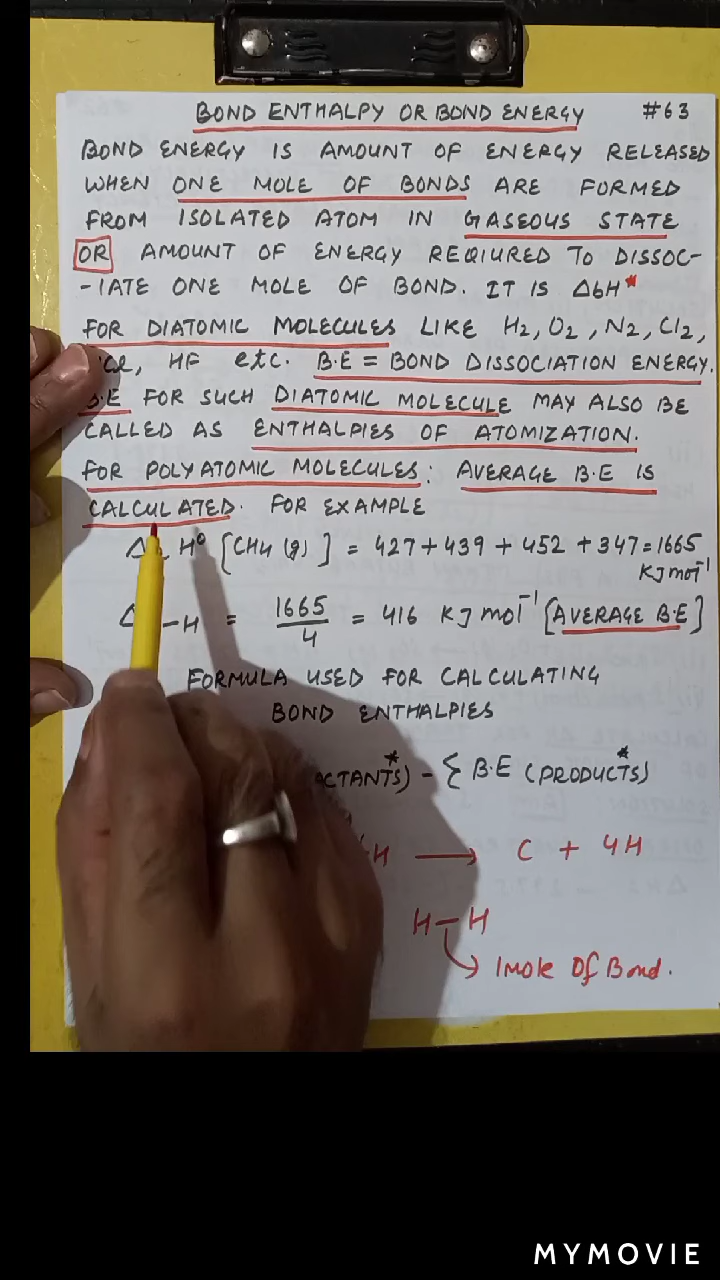 BOND ENTHALPY OR BOND ENERGY #63
BOND ENERGY IS AMOUNT OF ENERGY RELEASED
WHEN ONE MOLE OF BONDS ARE FORMED
FROM ISOLATED ATOM IN GASEOUS STATE
OR AMOUNT OF ENERGY REQIURED TO DISSOC-
-IATE ONE MOLE OF BOND. IT IS ΔbH*
FOR DIATOMIC MOLECULES LIKE H2, O2, N2, Cl2,
HF etc. B.E = BOND DISSOCIATION ENERGY.
B.E FOR SUCH DIATOMIC MOLECULE MAY ALSO BE
CALLED AS ENTHALPIES OF ATOMIZATION.
FOR POLYATOMIC MOLECULES: AVERAGE B.E IS
CALCULATED. FOR EXAMPLE
Δ H° [CH4 (g)] = 427+439+452+347=1665
KJ mol⁻¹
Δ -H = 1665/4 = 416 KJ mol⁻¹ [AVERAGE B.E]
FORMULA USED FOR CALCULATING
BOND ENTHALPIES
ACTANTS*) - Σ B.E (PRODUCTS*)
-H → C + 4H
H-H
1mole Of Bond.
MYMOVIE